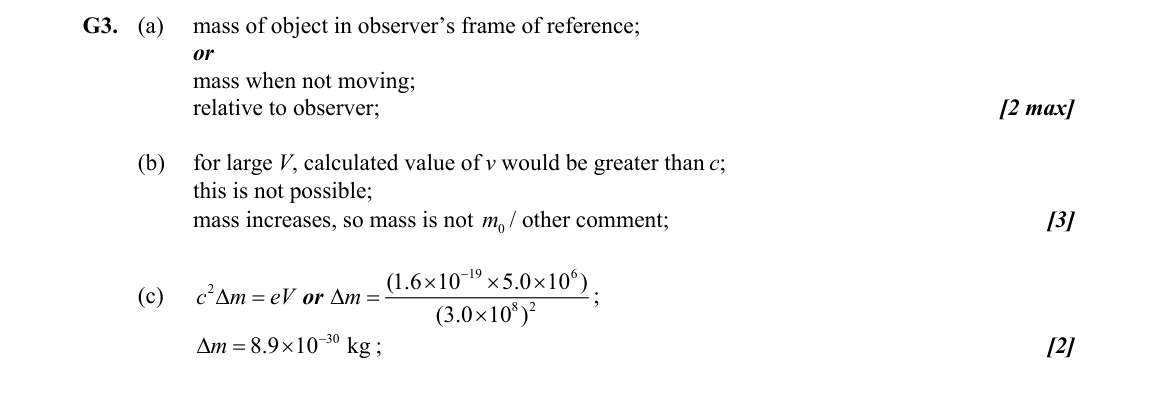 G3. (a) mass of object in observer's frame of reference;
or
mass when not moving;
relative to observer; [2 max]
(b) for large V, calculated value of v would be greater than c;
this is not possible;
mass increases, so mass is not m₀ / other comment; [3]
(c) c²Δm = eV or Δm = (1.6×10⁻¹⁹ ×5.0×10⁶) / (3.0×10⁸)² ;
Δm = 8.9×10⁻³⁰ kg ; [2]